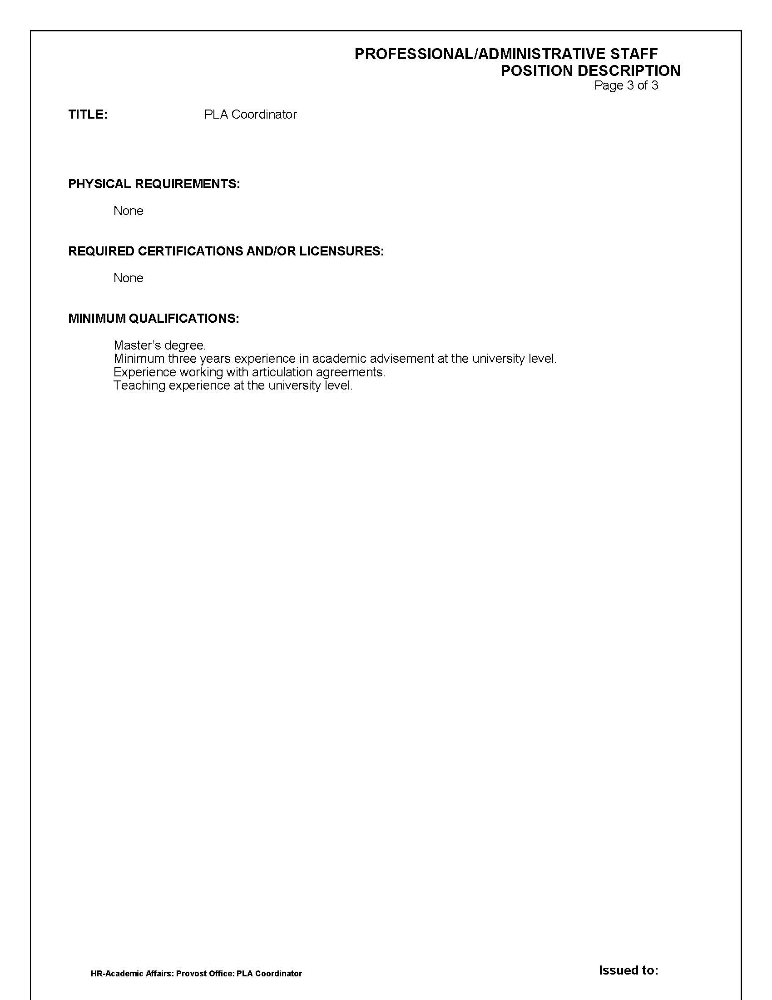 PROFESSIONAL/ADMINISTRATIVE STAFF
POSITION DESCRIPTION
Page 3 of 3
TITLE: PLA Coordinator
PHYSICAL REQUIREMENTS:
None
REQUIRED CERTIFICATIONS AND/OR LICENSURES:
None
MINIMUM QUALIFICATIONS:
Master’s degree.
Minimum three years experience in academic advisement at the university level.
Experience working with articulation agreements.
Teaching experience at the university level.
HR-Academic Affairs: Provost Office: PLA Coordinator
Issued to: